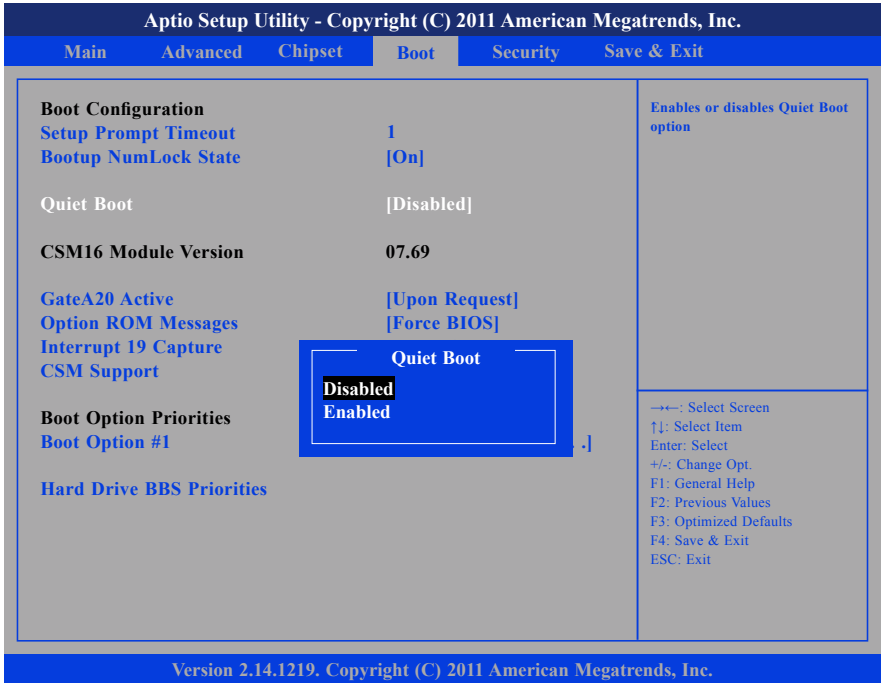 Aptio Setup Utility - Copyright (C) 2011 American Megatrends, Inc.
Main Advanced Chipset Boot Security Save & Exit
Boot Configuration
Setup Prompt Timeout 1
Bootup NumLock State [On]
Quiet Boot [Disabled]
CSM16 Module Version 07.69
GateA20 Active [Upon Request]
Option ROM Messages [Force BIOS]
Interrupt 19 Capture
CSM Support
Boot Option Priorities
Boot Option #1 . .]
Hard Drive BBS Priorities
Quiet Boot
Disabled
Enabled
Enables or disables Quiet Boot
option
→←: Select Screen
↑↓: Select Item
Enter: Select
+/-: Change Opt.
F1: General Help
F2: Previous Values
F3: Optimized Defaults
F4: Save & Exit
ESC: Exit
Version 2.14.1219. Copyright (C) 2011 American Megatrends, Inc.